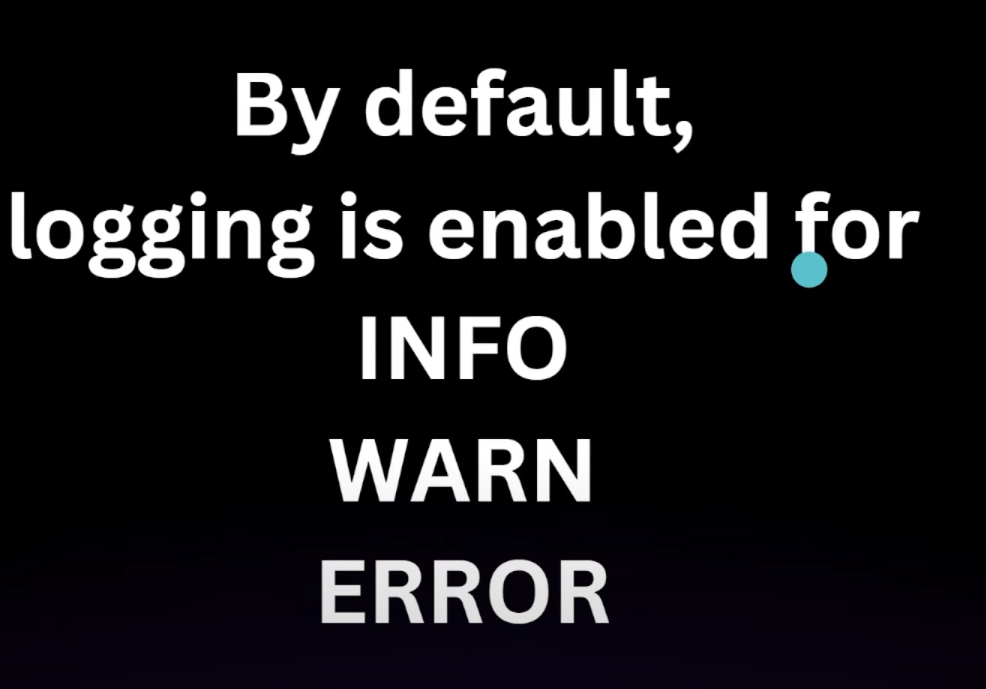 By default,
logging is enabled for
INFO
WARN
ERROR